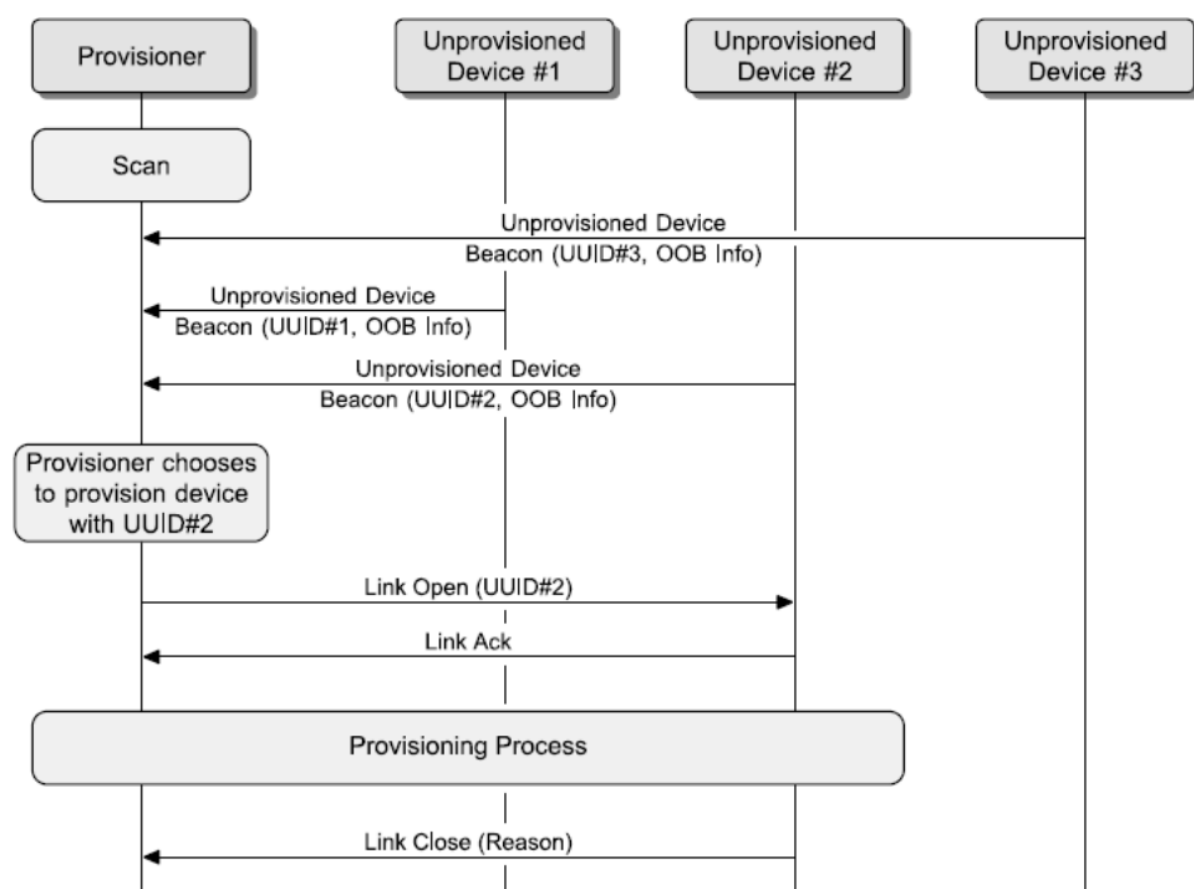 Provisioner
Unprovisioned
Device #1
Unprovisioned
Device #2
Unprovisioned
Device #3
Scan
Unprovisioned Device
Beacon (UUID#3, OOB Info)
Unprovisioned Device
Beacon (UUID#1, OOB Info)
Unprovisioned Device
Beacon (UUID#2, OOB Info)
Provisioner chooses
to provision device
with UUID#2
Link Open (UUID#2)
Link Ack
Provisioning Process
Link Close (Reason)